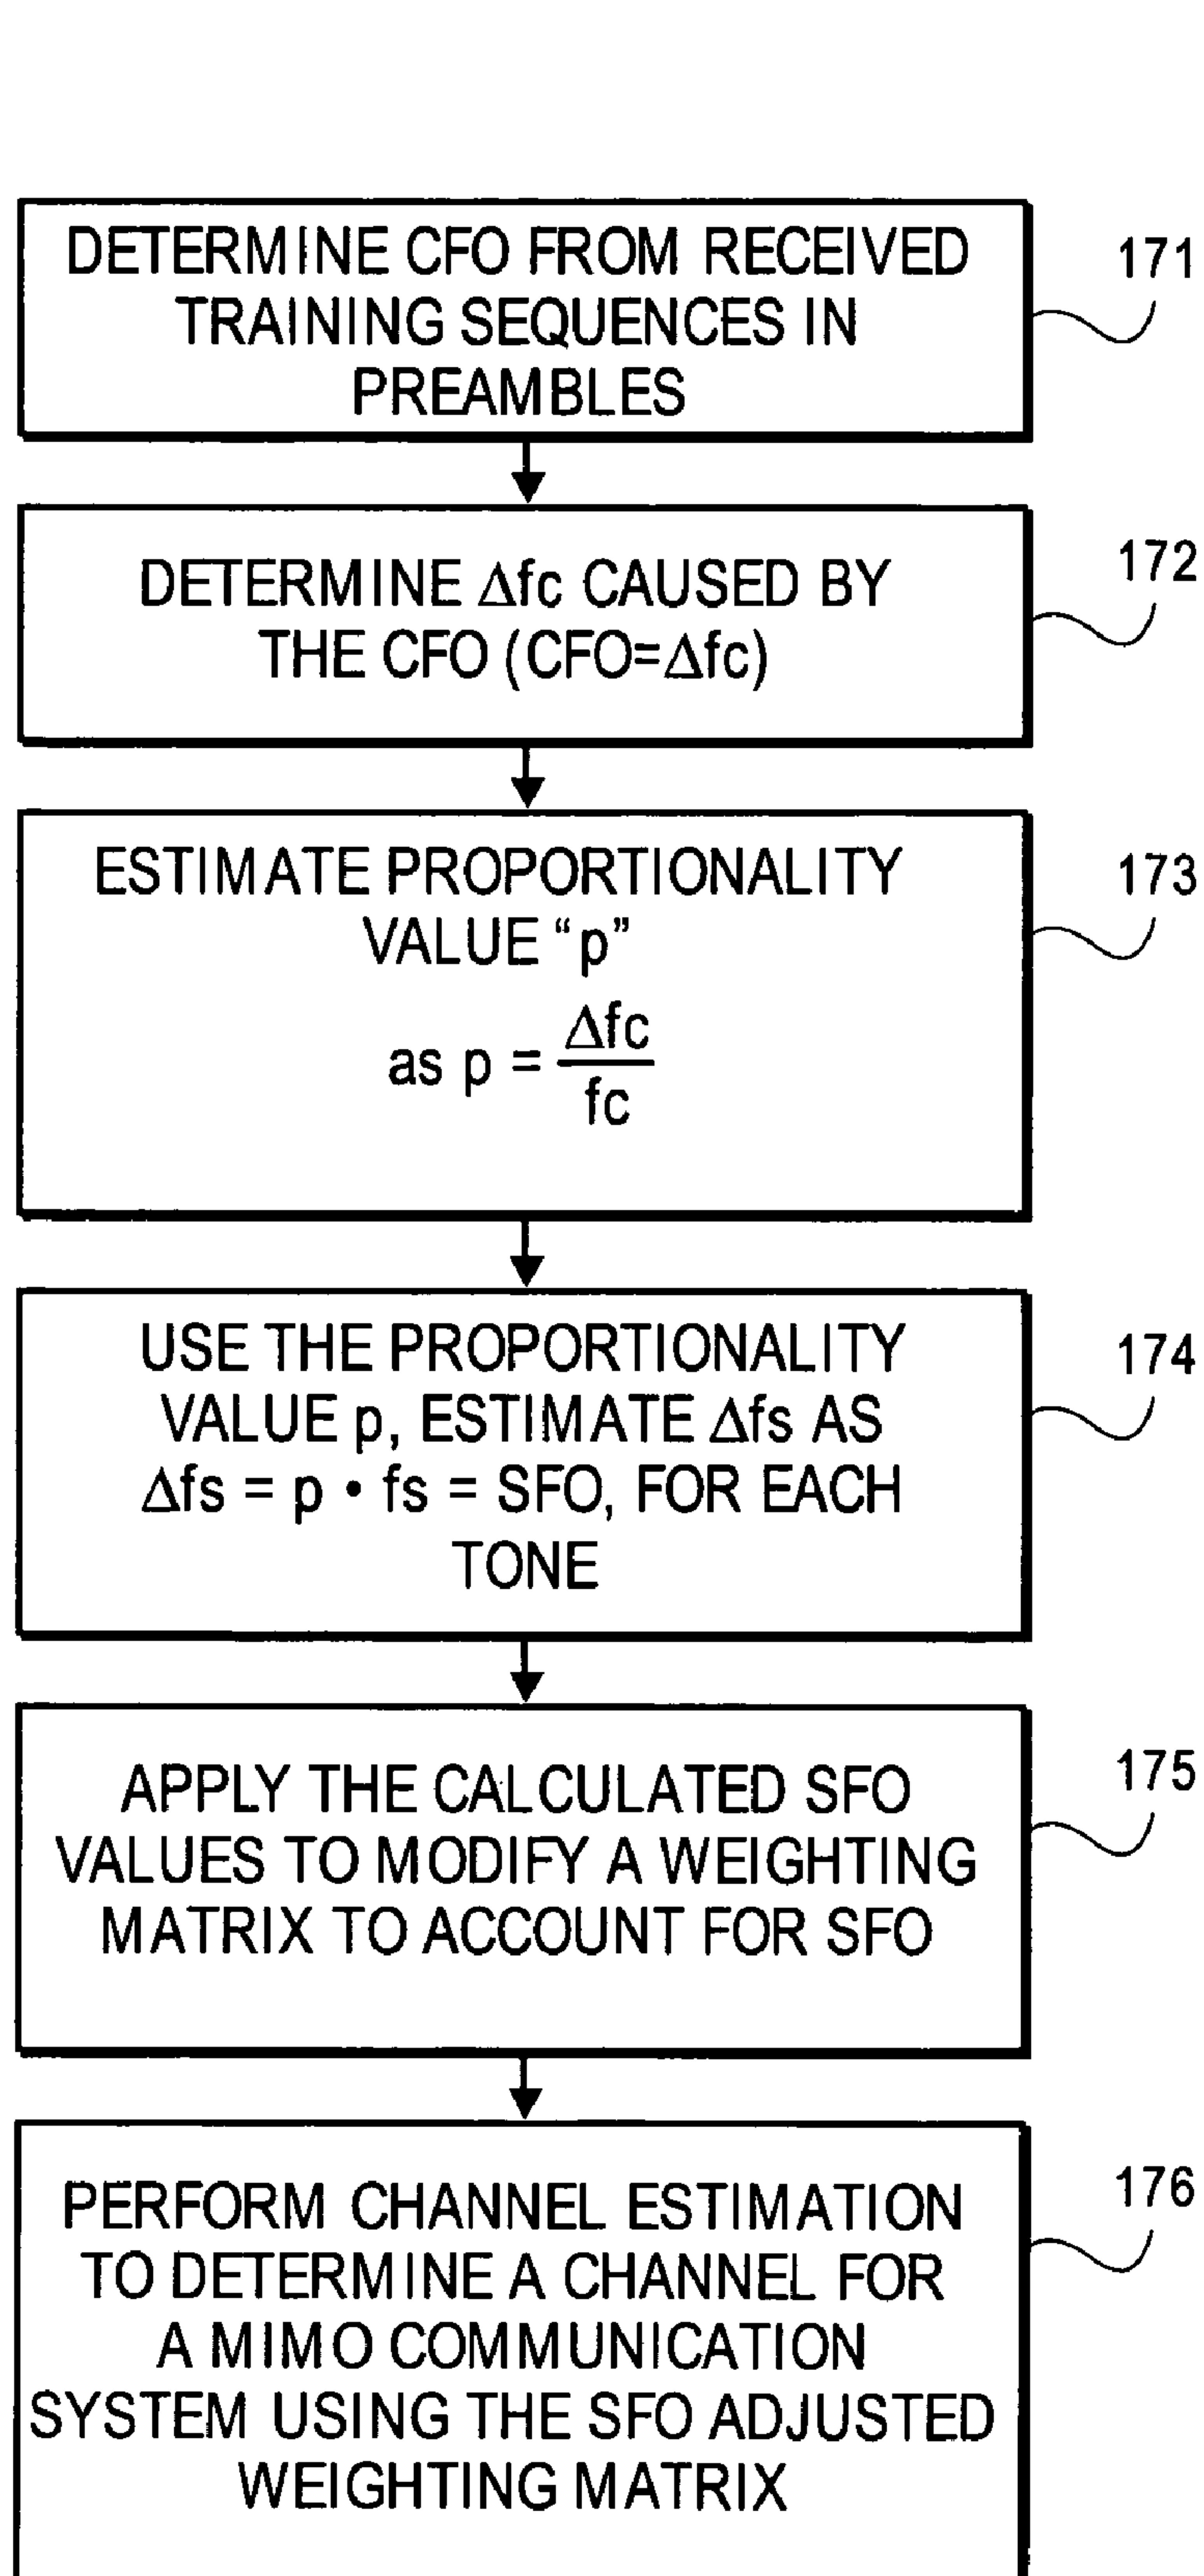 DETERMINE CFO FROM RECEIVED
TRAINING SEQUENCES IN
PREAMBLES
171
DETERMINE Δfc CAUSED BY
THE CFO (CFO=Δfc)
172
ESTIMATE PROPORTIONALITY
VALUE “p”
as p = Δfc / fc
173
USE THE PROPORTIONALITY
VALUE p, ESTIMATE Δfs AS
Δfs = p • fs = SFO, FOR EACH
TONE
174
APPLY THE CALCULATED SFO
VALUES TO MODIFY A WEIGHTING
MATRIX TO ACCOUNT FOR SFO
175
PERFORM CHANNEL ESTIMATION
TO DETERMINE A CHANNEL FOR
A MIMO COMMUNICATION
SYSTEM USING THE SFO ADJUSTED
WEIGHTING MATRIX
176